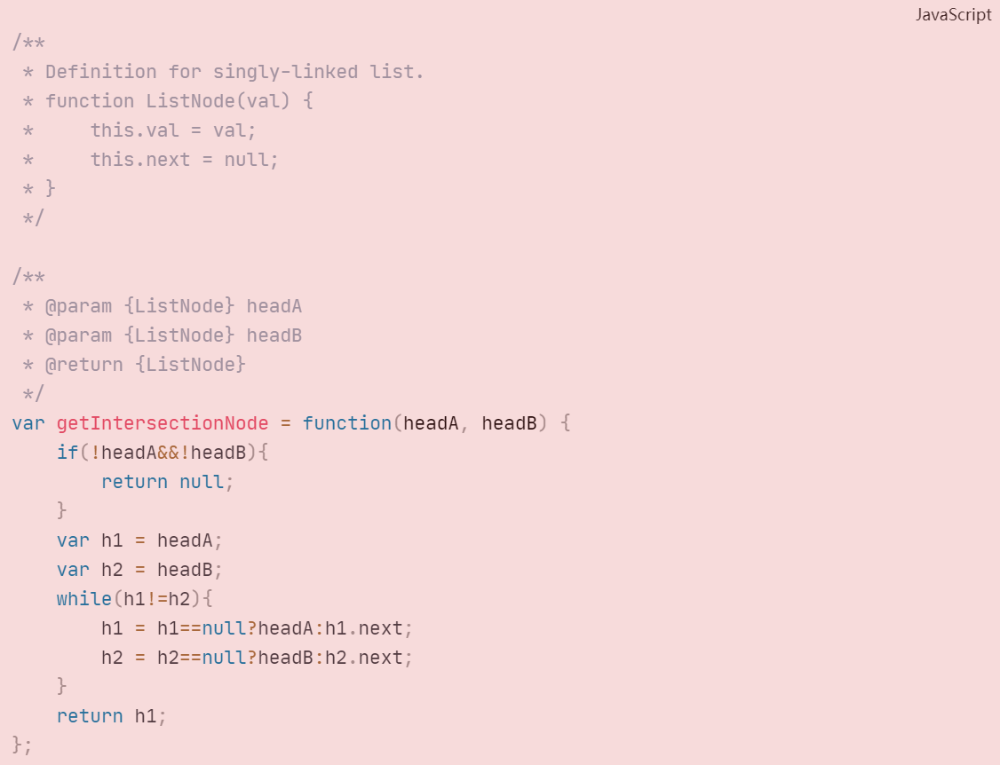 JavaScript
/**
 * Definition for singly-linked list.
 * function ListNode(val) {
 *     this.val = val;
 *     this.next = null;
 * }
 */

/**
 * @param {ListNode} headA
 * @param {ListNode} headB
 * @return {ListNode}
 */
var getIntersectionNode = function(headA, headB) {
    if(!headA&&!headB){
        return null;
    }
    var h1 = headA;
    var h2 = headB;
    while(h1!=h2){
        h1 = h1==null?headA:h1.next;
        h2 = h2==null?headB:h2.next;
    }
    return h1;
};